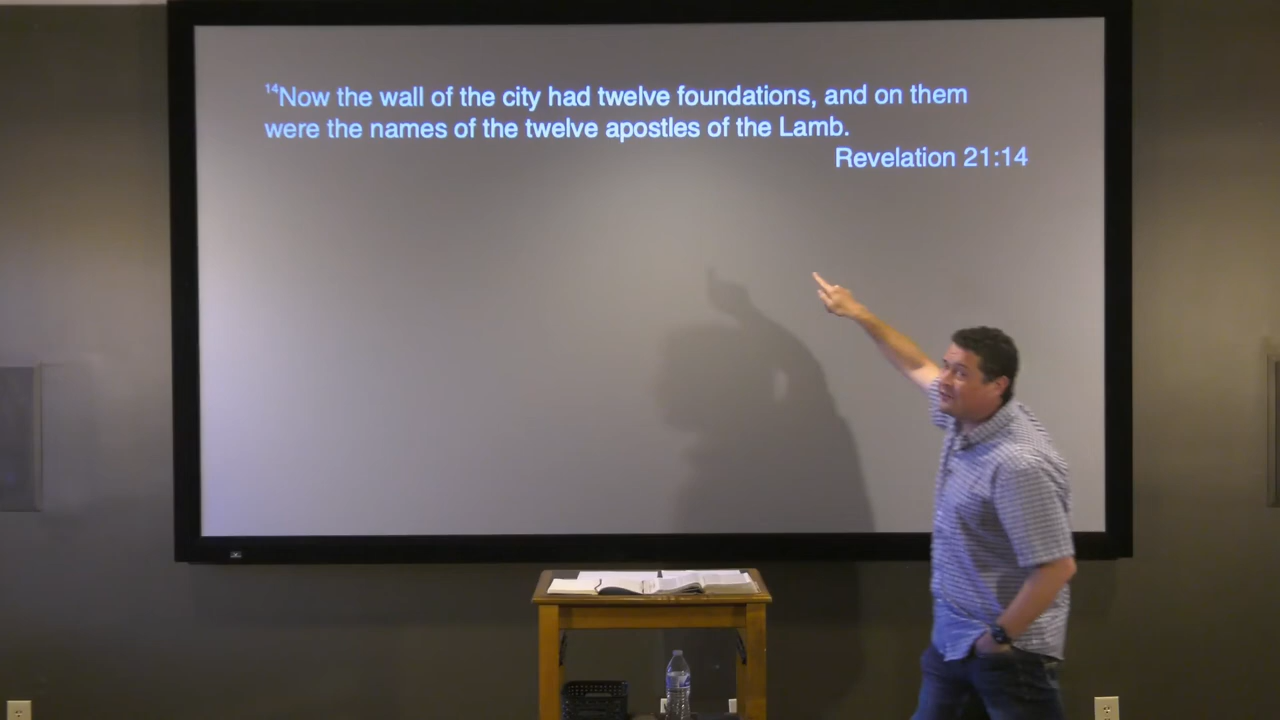 ¹⁴Now the wall of the city had twelve foundations, and on them
were the names of the twelve apostles of the Lamb.
Revelation 21:14